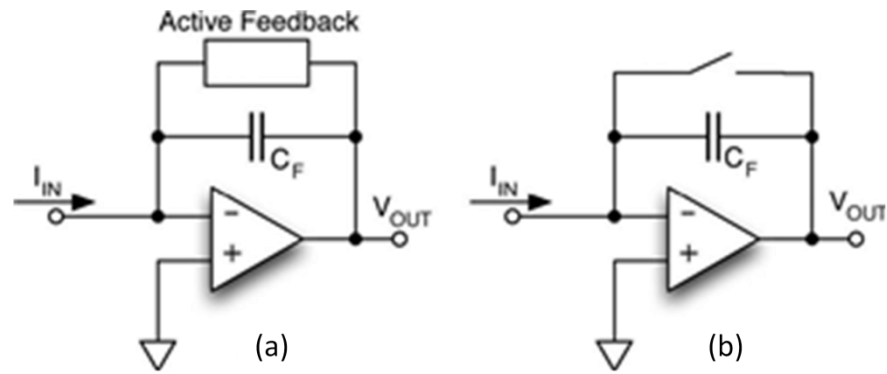 Active Feedback
C_F
I_IN
−
+
V_OUT
(a)
C_F
I_IN
−
+
V_OUT
(b)